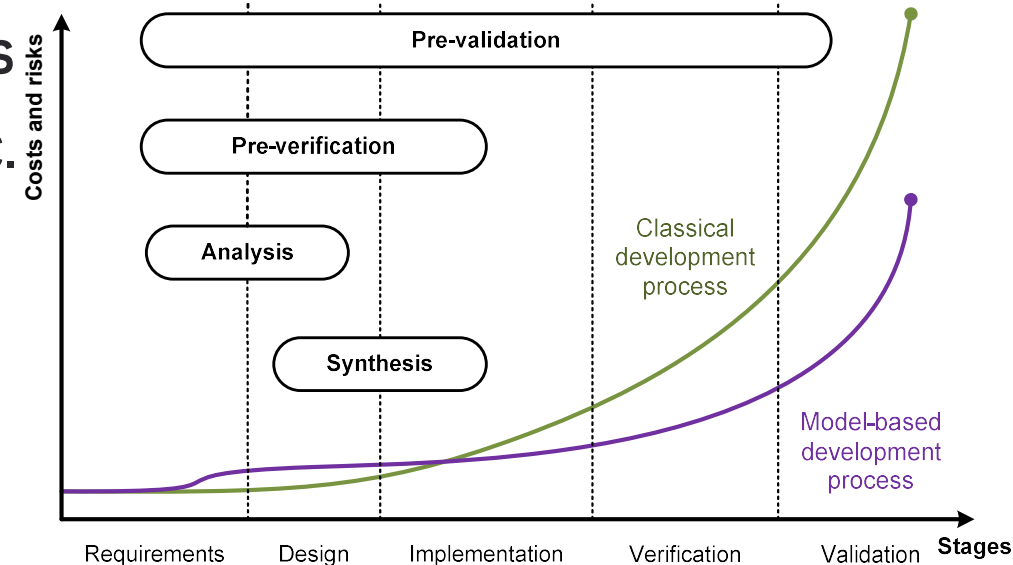 Pre-validation
Costs and risks
s
Pre-verification
Analysis
Classical
development
process
Synthesis
Model-based
development
process
Requirements
Design
Implementation
Verification
Validation
Stages